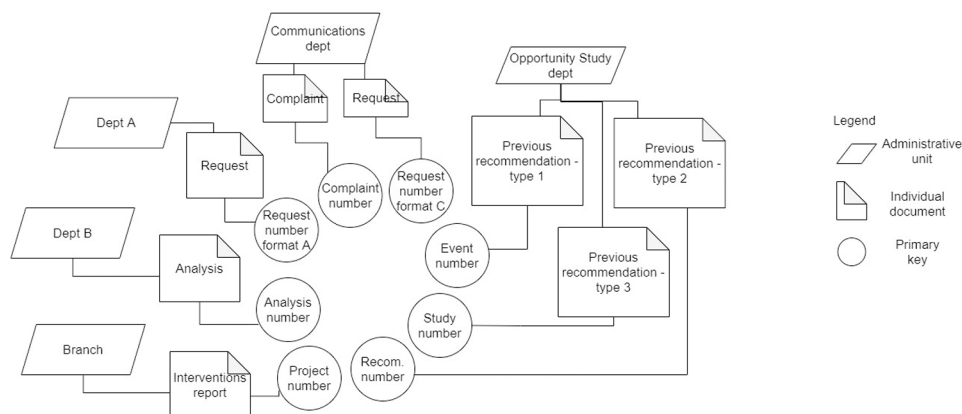 Communications
dept
Opportunity Study
dept
Complaint
Request
Dept A
Request
Previous
recommendation -
type 1
Previous
recommendation -
type 2
Complaint
number
Request
number
format C
Request
number
format A
Dept B
Analysis
Event
number
Previous
recommendation -
type 3
Analysis
number
Study
number
Branch
Interventions
report
Project
number
Recom.
number
Legend
Administrative
unit
Individual
document
Primary
key